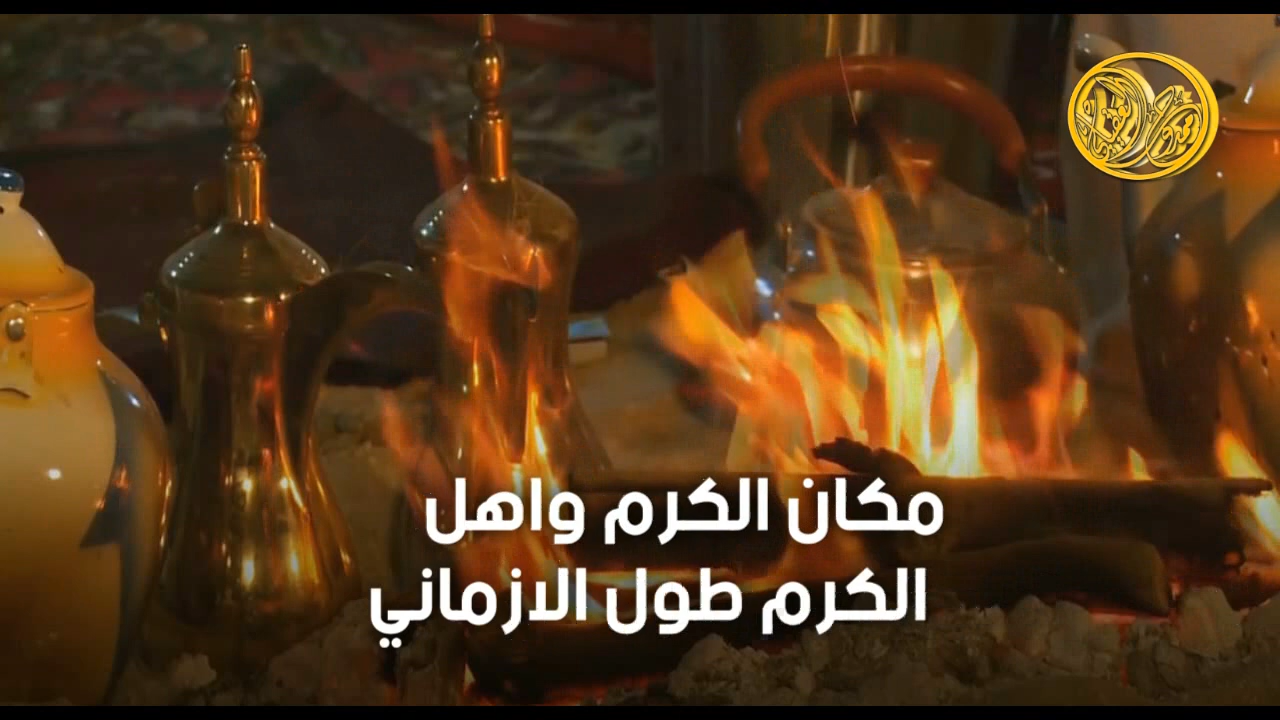 مكان الكرم واهل
الكرم طول الازماني